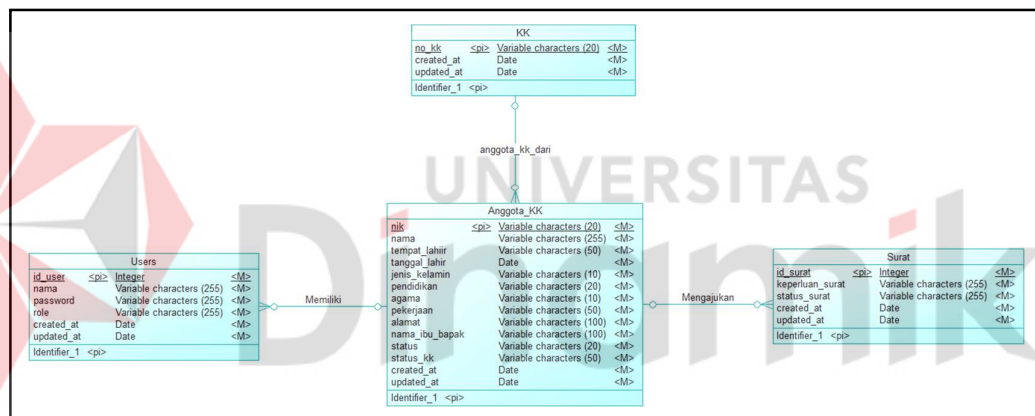 KK
no_kk <pi> Variable characters (20) <M>
created_at Date <M>
updated_at Date <M>
Identifier_1 <pi>
anggota_kk_dari
UNIVERSITAS
Dinamik
Anggota_KK
nik <pi> Variable characters (20) <M>
nama Variable characters (255) <M>
tempat_lahiir Variable characters (50) <M>
tanggal_lahir Date <M>
jenis_kelamin Variable characters (10) <M>
pendidikan Variable characters (20) <M>
agama Variable characters (10) <M>
pekerjaan Variable characters (50) <M>
alamat Variable characters (100) <M>
nama_ibu_bapak Variable characters (100) <M>
status Variable characters (20) <M>
status_kk Variable characters (50) <M>
created_at Date <M>
updated_at Date <M>
Identifier_1 <pi>
Users
id_user <pi> Integer <M>
nama Variable characters (255) <M>
password Variable characters (255) <M>
role Variable characters (255) <M>
created_at Date <M>
updated_at Date <M>
Identifier_1 <pi>
Memiliki
Mengajukan
Surat
id_surat <pi> Integer <M>
keperluan_surat Variable characters (255) <M>
status_surat Variable characters (255) <M>
created_at Date <M>
updated_at Date <M>
Identifier_1 <pi>